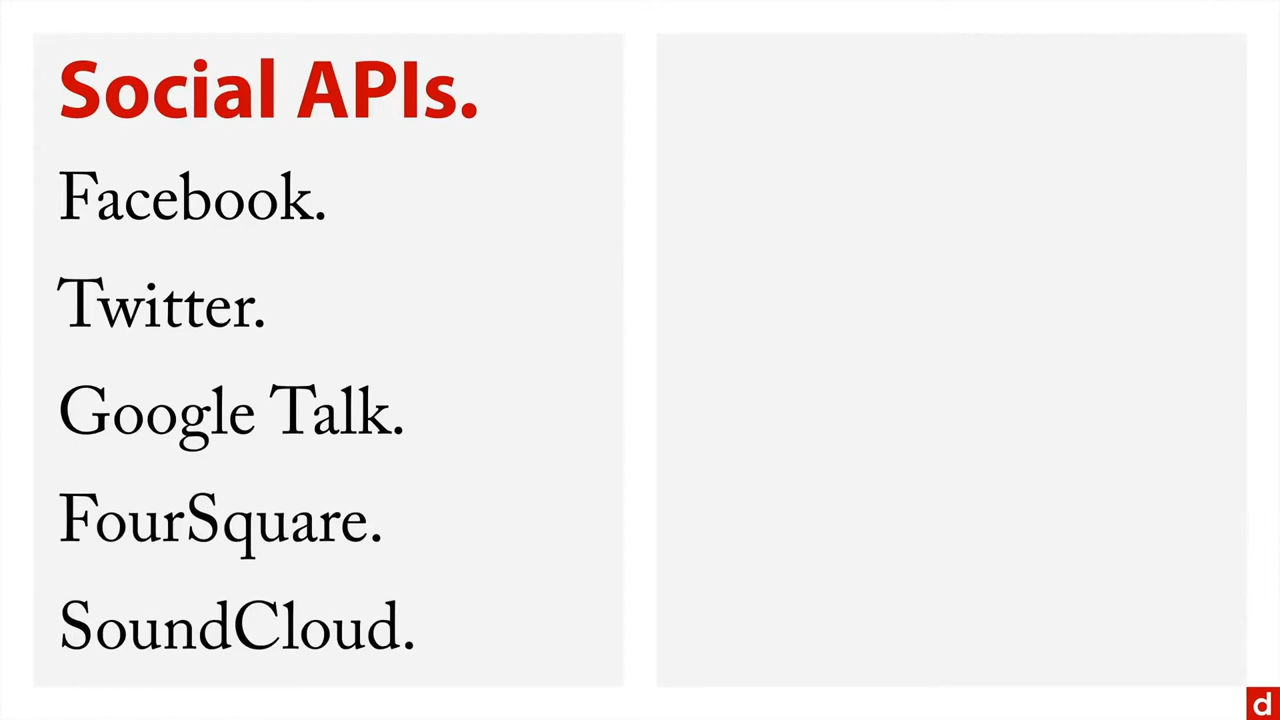 Social APIs.
Facebook.
Twitter.
Google Talk.
FourSquare.
SoundCloud.
d